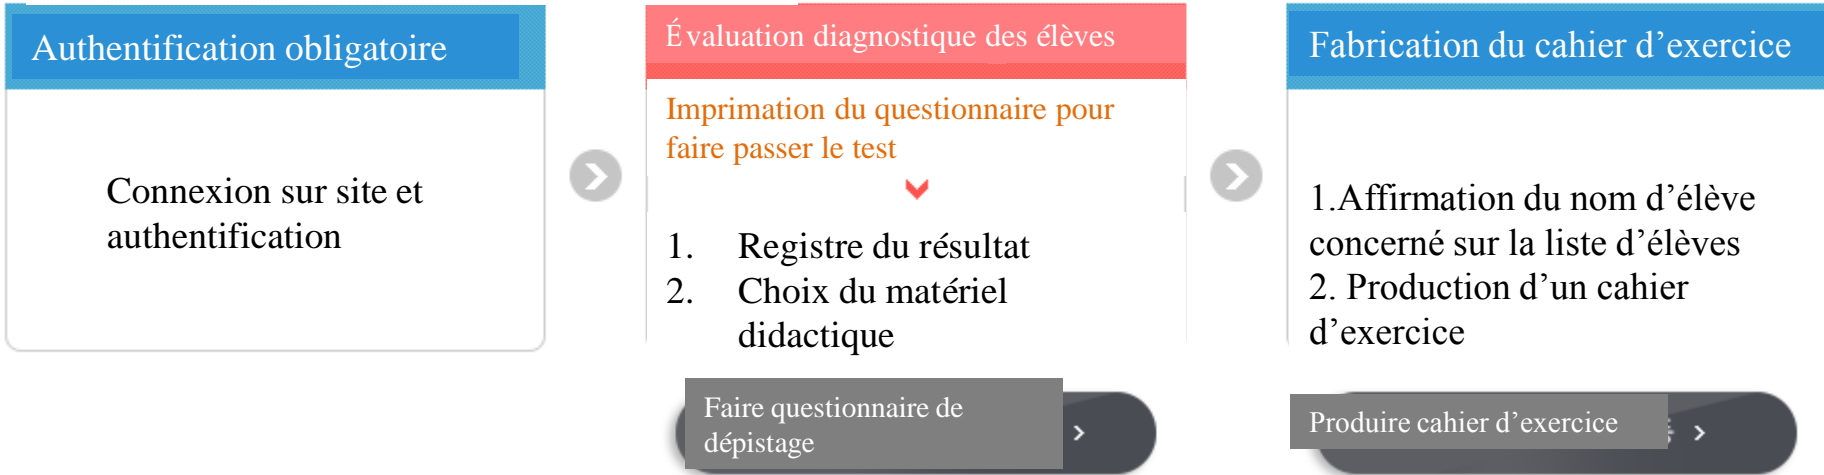 Authentification obligatoire
Connexion sur site et
authentification
Évaluation diagnostique des élèves
Imprimation du questionnaire pour
faire passer le test
1. Registre du résultat
2. Choix du matériel
didactique
Faire questionnaire de
dépistage
Fabrication du cahier d’exercice
1.Affirmation du nom d’élève
concerné sur la liste d’élèves
2. Production d’un cahier
d’exercice
Produire cahier d’exercice